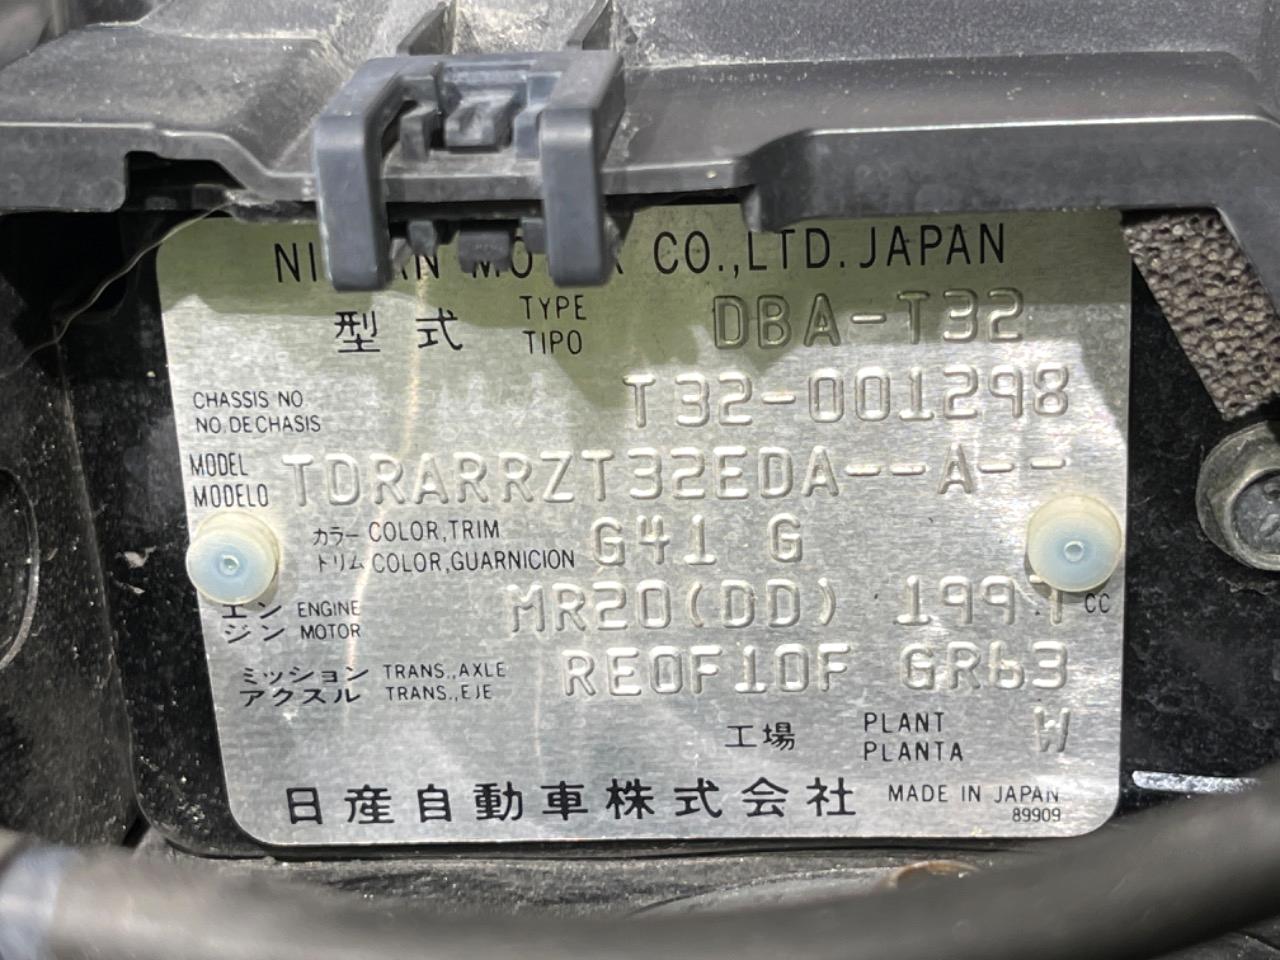 CO.,LTD. JAPAN
型式 TYPE TIPO DBA-T32
CHASSIS NO
NO. DE CHASIS T32-001298
MODEL
MODELO TDRARRZT32EDA--A--
カラー COLOR,TRIM
トリム COLOR,GUARNICION G41 G
エン ENGINE
ジン MOTOR MR20(DD) 1997 CC
ミッション TRANS.,AXLE
アクスル TRANS.,EJE RE0F10F GR63
工場 PLANT
PLANTA W
日産自動車株式会社 MADE IN JAPAN
89909